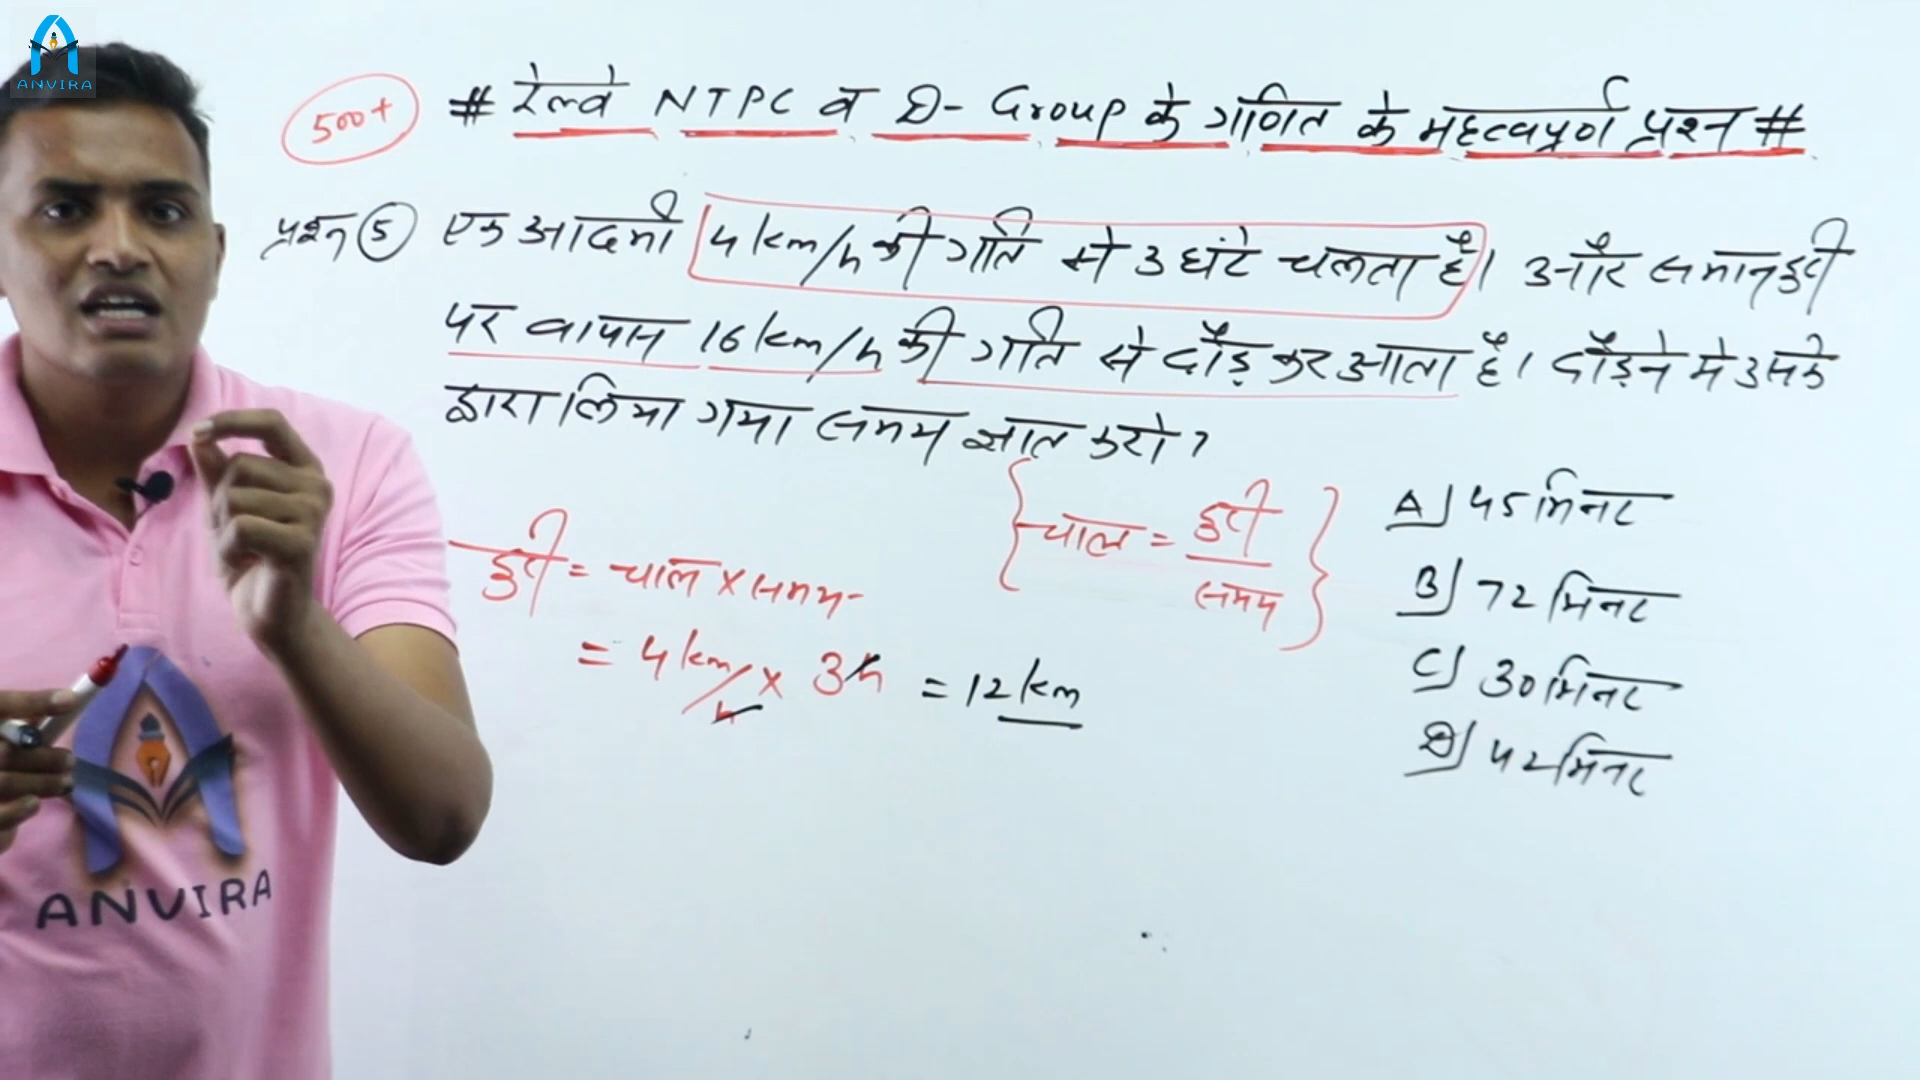 ANVIRA
500+
# रेल्वे NTPC व D- Group के गणित के महत्वपूर्ण प्रश्न #
प्रश्न 5 एक आदमी 4 km/h की गति से 3 घंटे चलता है। और समान दूरी
पर वापस 16 km/h की गति से दौड़ कर आता है। दौड़ने मे उसके
द्वारा लिया गया समय ज्ञात करो ?
{ चाल = दूरी / समय }
दूरी = चाल x समय
= 4 km/h x 3h = 12 km
A) 45 मिनट
B) 72 मिनट
C) 30 मिनट
D) 42 मिनट
ANVIRA